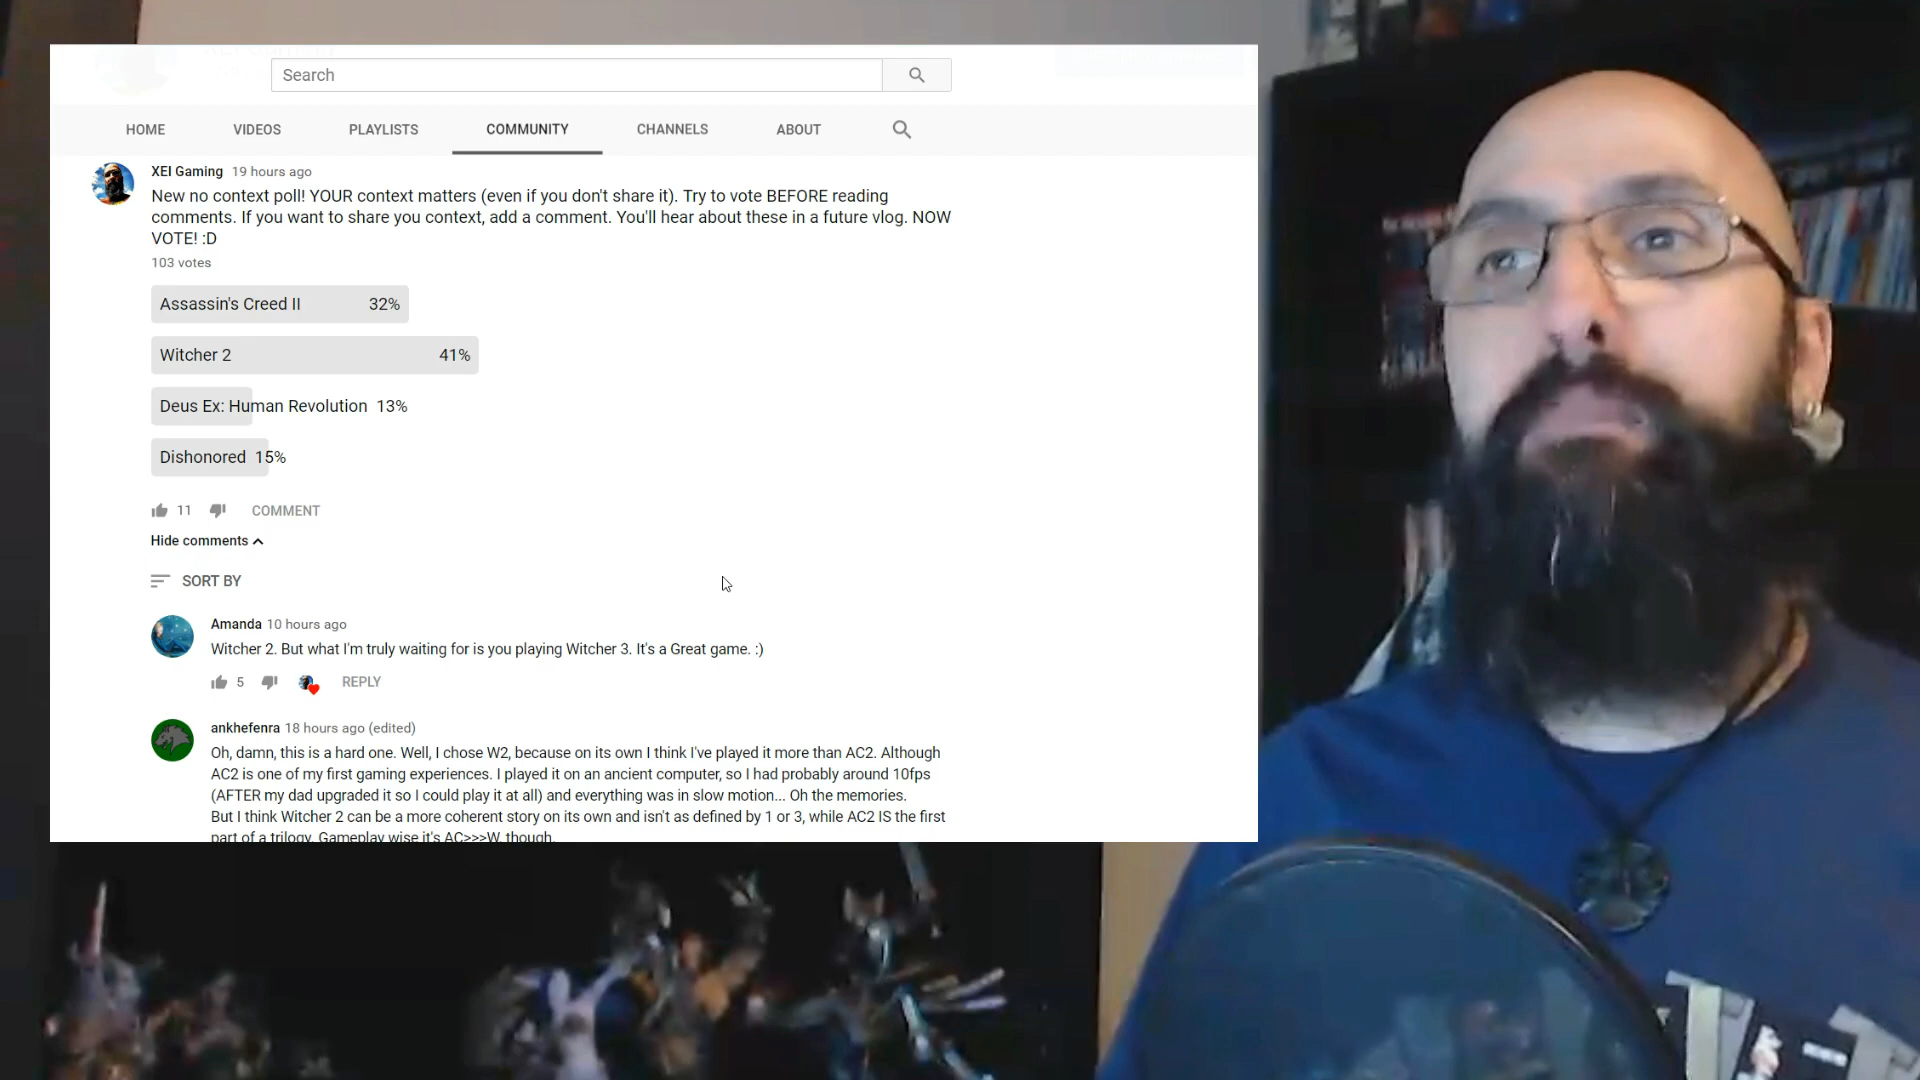 Search
HOME VIDEOS PLAYLISTS COMMUNITY CHANNELS ABOUT
XEI Gaming 19 hours ago
New no context poll! YOUR context matters (even if you don't share it). Try to vote BEFORE reading
comments. If you want to share you context, add a comment. You'll hear about these in a future vlog. NOW
VOTE! :D
103 votes
Assassin's Creed II 32%
Witcher 2 41%
Deus Ex: Human Revolution 13%
Dishonored 15%
11 COMMENT
Hide comments
SORT BY
Amanda 10 hours ago
Witcher 2. But what I'm truly waiting for is you playing Witcher 3. It's a Great game. :)
5 REPLY
ankhefenra 18 hours ago (edited)
Oh, damn, this is a hard one. Well, I chose W2, because on its own I think I've played it more than AC2. Although
AC2 is one of my first gaming experiences. I played it on an ancient computer, so I had probably around 10fps
(AFTER my dad upgraded it so I could play it at all) and everything was in slow motion... Oh the memories.
But I think Witcher 2 can be a more coherent story on its own and isn't as defined by 1 or 3, while AC2 IS the first
part of a trilogy. Gameplay wise it's AC>>>W, though.